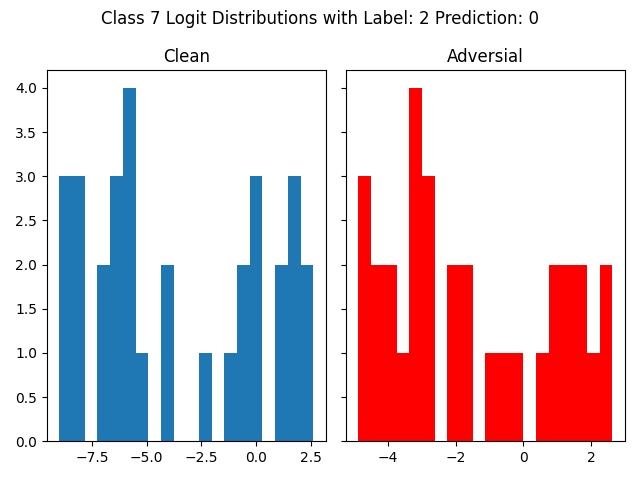 Class 7 Logit Distributions with Label: 2 Prediction: 0
Clean
Adversial
4.0
3.5
3.0
2.5
2.0
1.5
1.0
0.5
0.0
−7.5 −5.0 −2.5 0.0 2.5
−4 −2 0 2